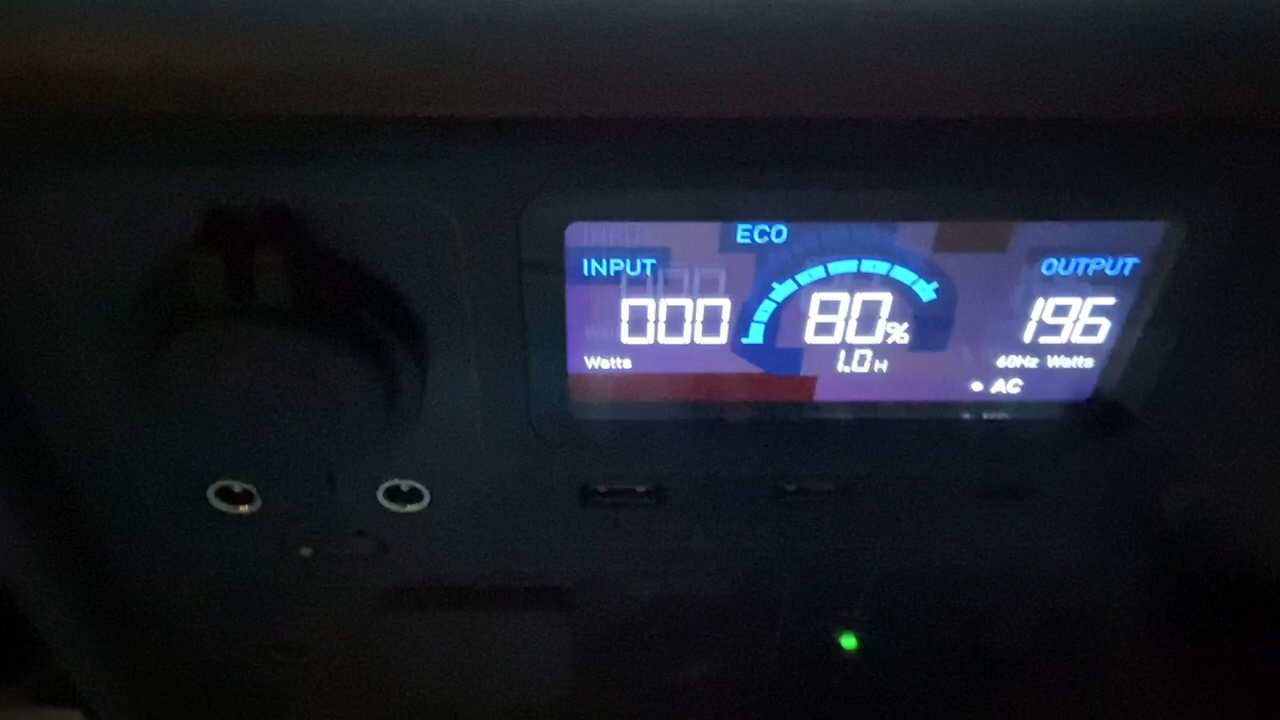 ECO
INPUT
OUTPUT
000
80%
196
Watts
1.0H
60Hz Watts
AC